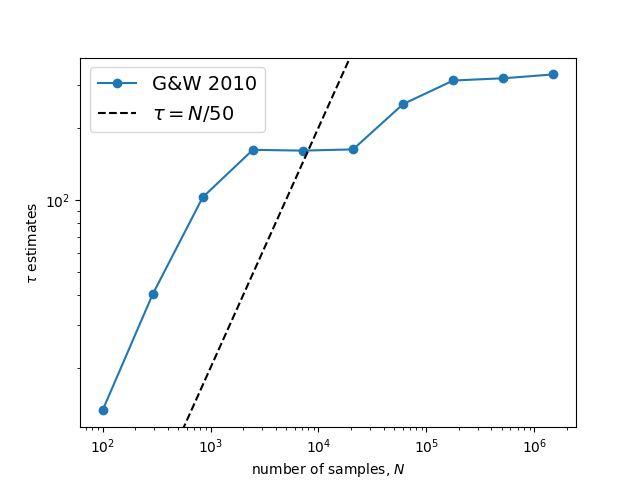 G&W 2010
τ = N/50
10²
τ estimates
10² 10³ 10⁴ 10⁵ 10⁶
number of samples, N